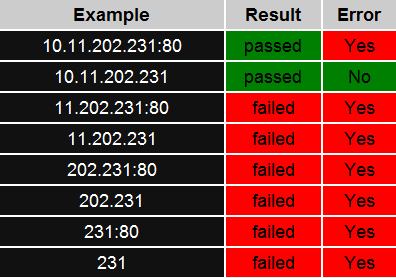 Example Result Error
10.11.202.231:80 passed Yes
10.11.202.231 passed No
11.202.231:80 failed Yes
11.202.231 failed Yes
202.231:80 failed Yes
202.231 failed Yes
231:80 failed Yes
231 failed Yes